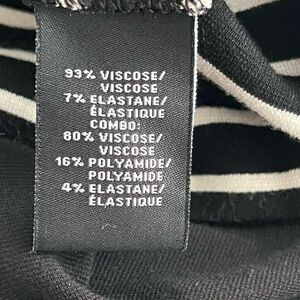 93% VISCOSE/
VISCOSE
7% ELASTANE/
ÉLASTIQUE
COMBO:
80% VISCOSE/
VISCOSE
16% POLYAMIDE/
POLYAMIDE
4% ELASTANE/
ÉLASTIQUE